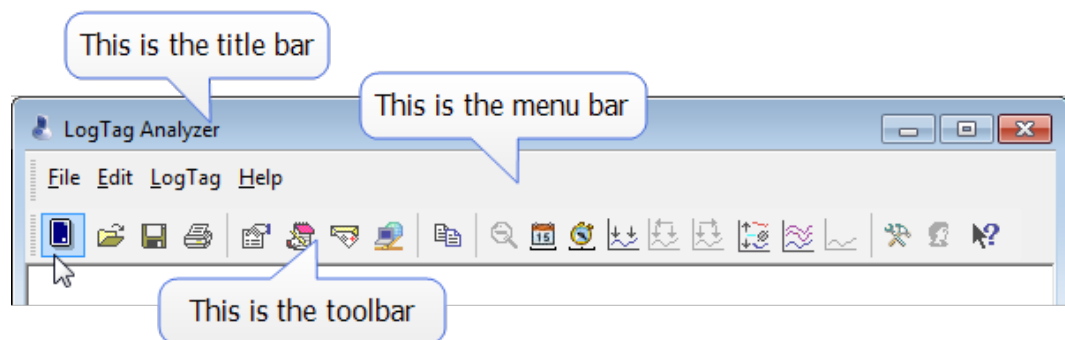 This is the title bar
This is the menu bar
LogTag Analyzer
File Edit LogTag Help
15
?
This is the toolbar